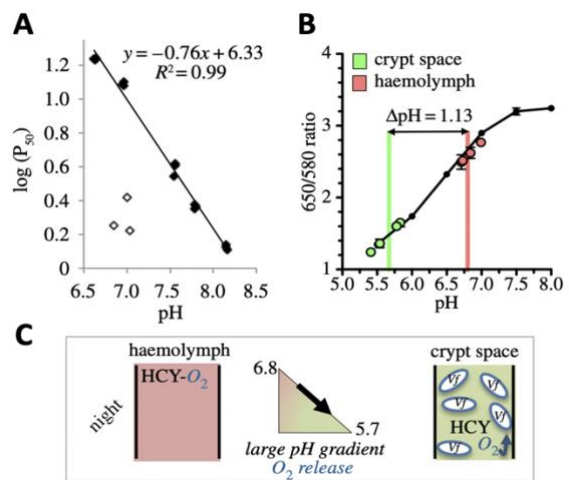 A
y = −0.76x + 6.33
R² = 0.99
log (P₅₀)
1.2
1.0
0.8
0.6
0.4
0.2
0
6.5 7.0 7.5 8.0 8.5
pH
B
crypt space
haemolymph
ΔpH = 1.13
650/580 ratio
4
3
2
1
5.0 5.5 6.0 6.5 7.0 7.5 8.0
pH
C
haemolymph
HCY-O₂
night
6.8
5.7
large pH gradient
O₂ release
crypt space
Vf
Vf
Vf
Vf
HCY
O₂
Vf